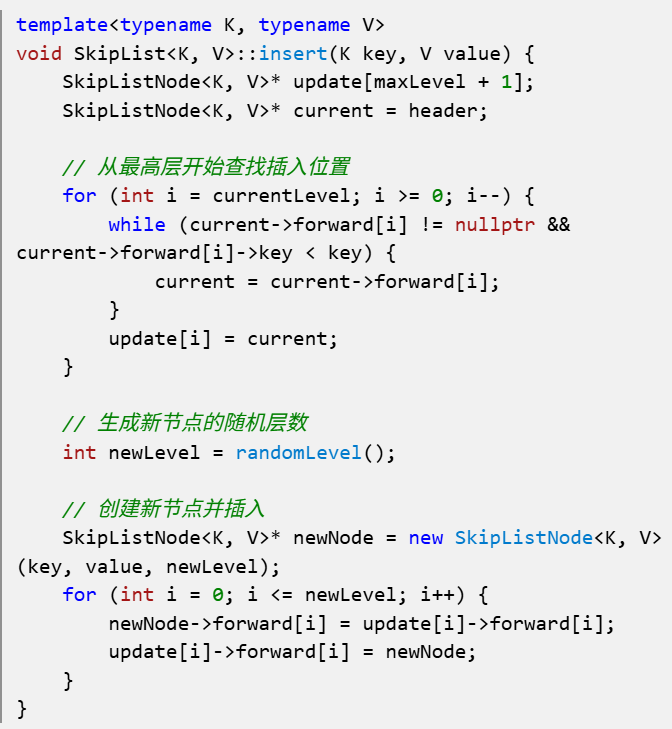 template<typename K, typename V>
void SkipList<K, V>::insert(K key, V value) {
    SkipListNode<K, V>* update[maxLevel + 1];
    SkipListNode<K, V>* current = header;

    // 从最高层开始查找插入位置
    for (int i = currentLevel; i >= 0; i--) {
        while (current->forward[i] != nullptr &&
current->forward[i]->key < key) {
            current = current->forward[i];
        }
        update[i] = current;
    }

    // 生成新节点的随机层数
    int newLevel = randomLevel();

    // 创建新节点并插入
    SkipListNode<K, V>* newNode = new SkipListNode<K, V>
(key, value, newLevel);
    for (int i = 0; i <= newLevel; i++) {
        newNode->forward[i] = update[i]->forward[i];
        update[i]->forward[i] = newNode;
    }
}